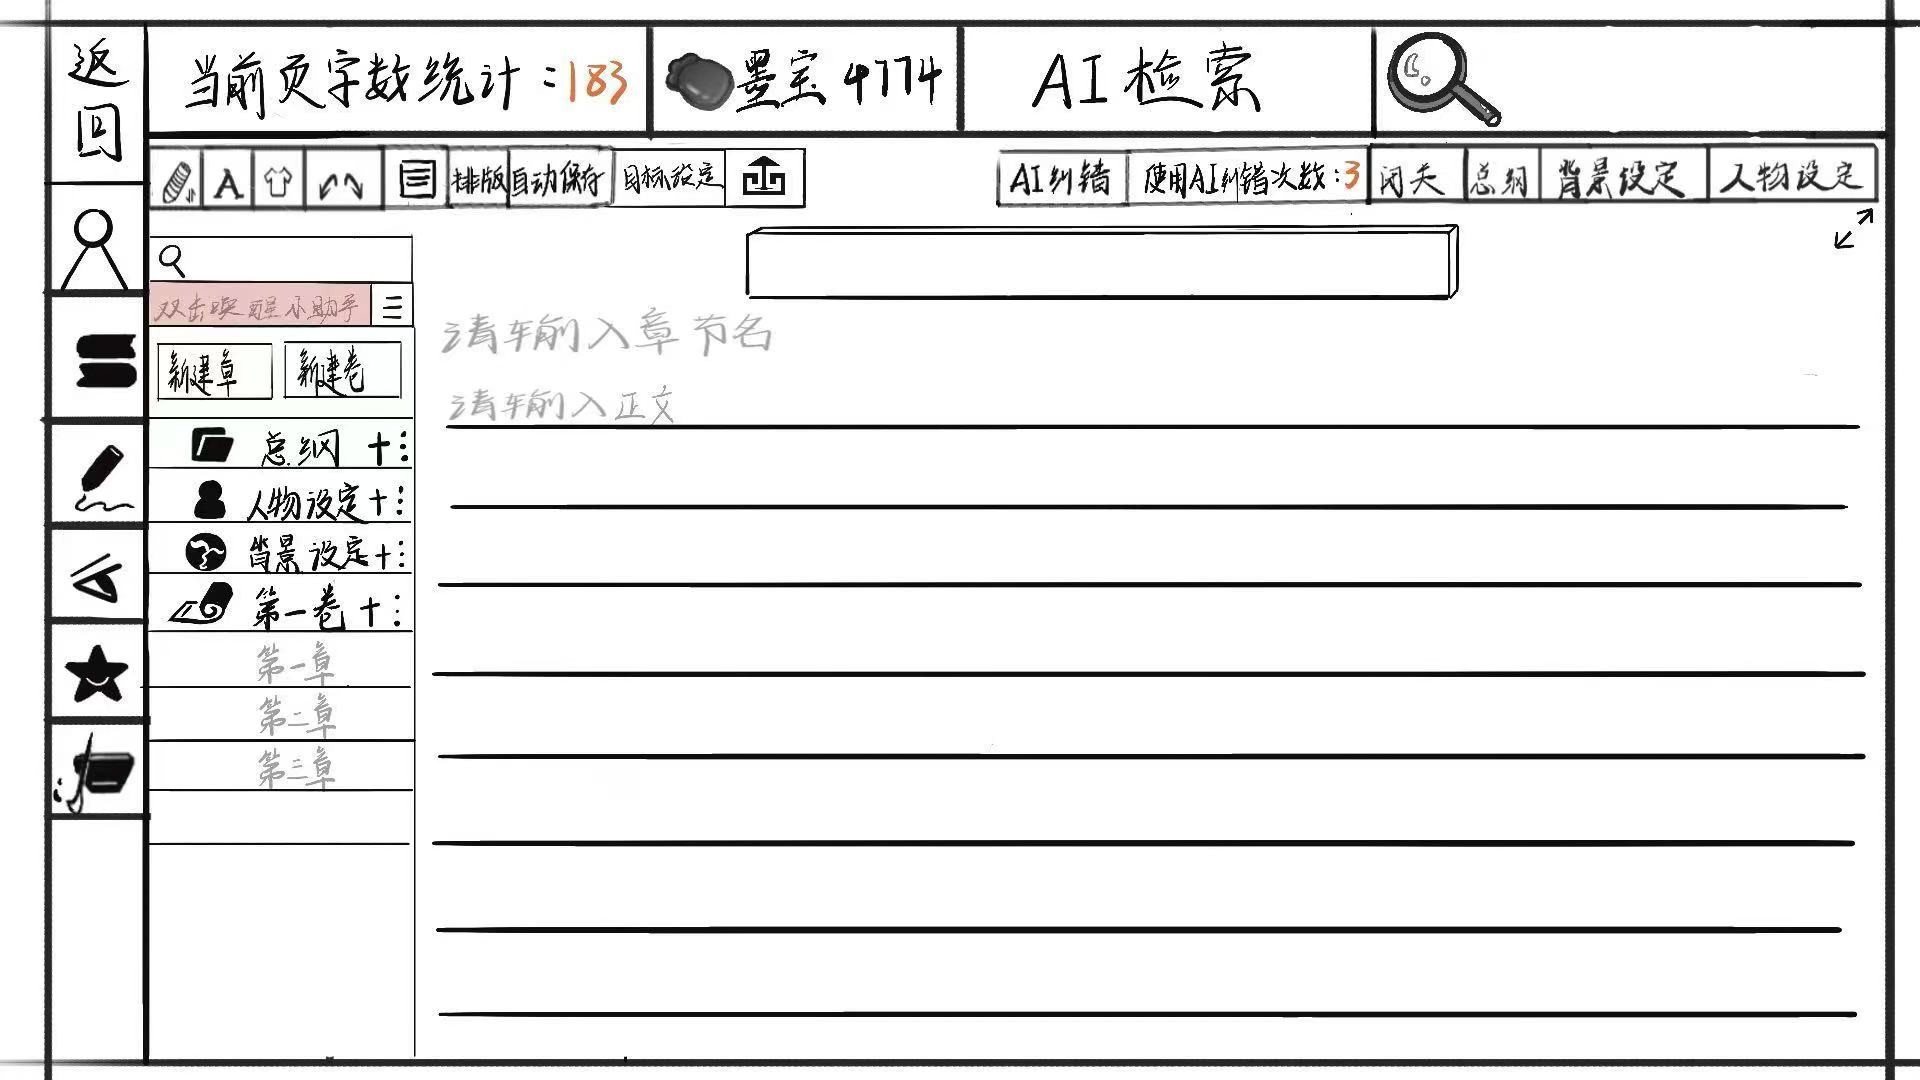 返回
当前页字数统计:183
墨宝 4774
AI 检索
A
排版
自动保存
目标设定
AI纠错
使用AI纠错次数:3
闭关
总纲
背景设定
人物设定
双击唤醒小助手
新建章
新建卷
请输入章节名
请输入正文
总纲 +
人物设定+
背景设定+
第一卷 +
第一章
第二章
第三章